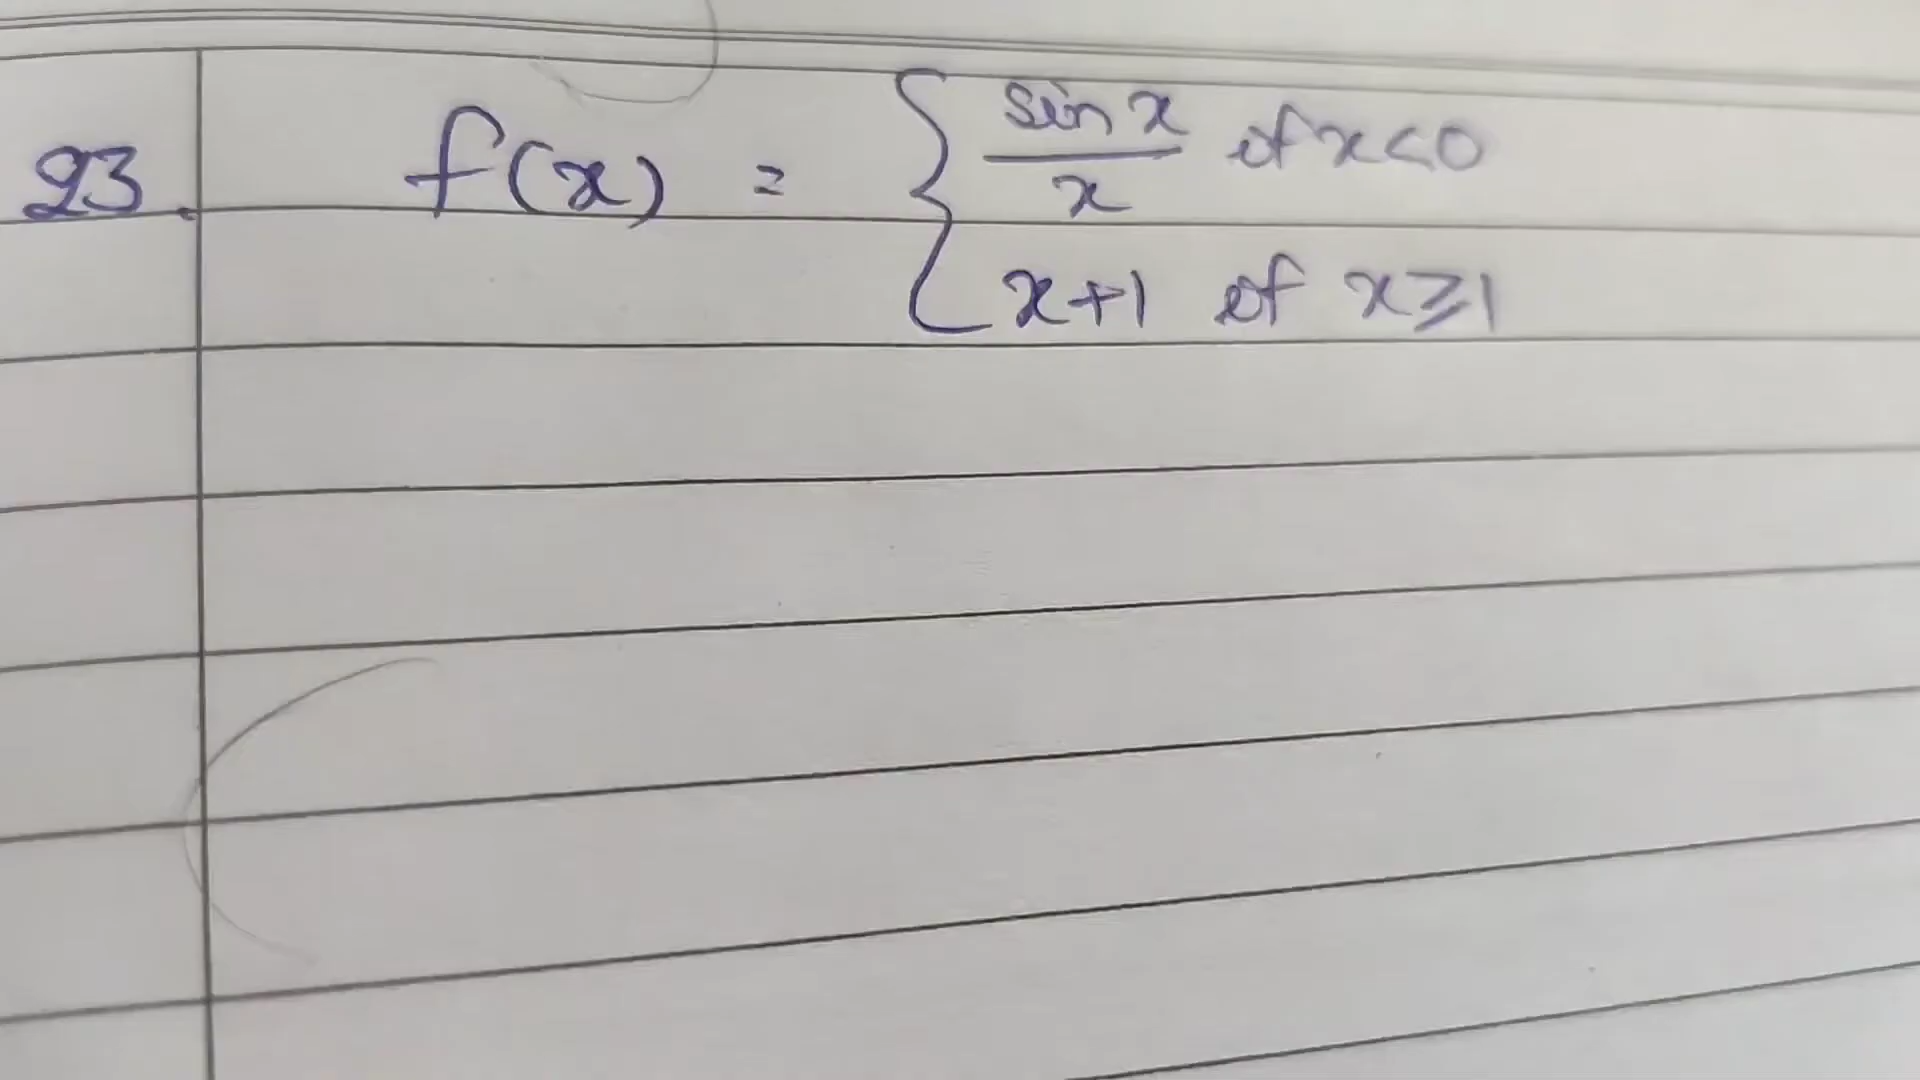 23. f(x) = { sin x / x if x<0
x+1 if x≥1